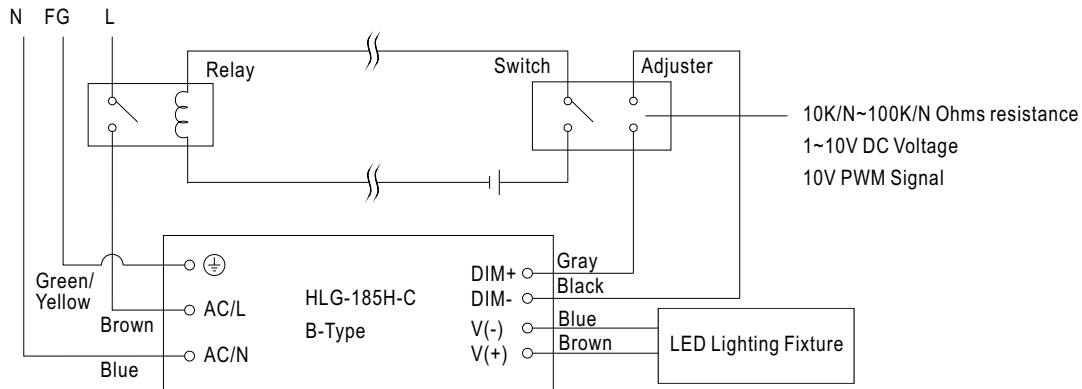 N FG L
Relay
Switch
Adjuster
10K/N~100K/N Ohms resistance
1~10V DC Voltage
10V PWM Signal
Green/
Yellow
Brown
Blue
AC/L
AC/N
HLG-185H-C
B-Type
DIM+
DIM-
V(-)
V(+)
Gray
Black
Blue
Brown
LED Lighting Fixture